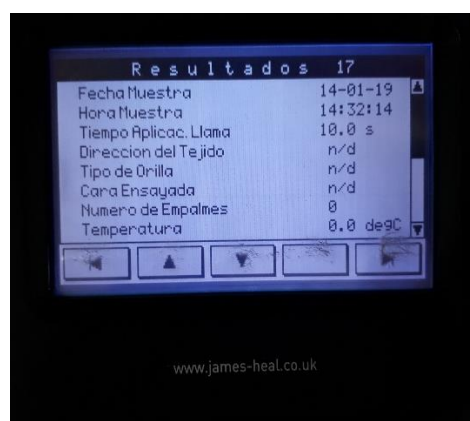 Resultados 17
Fecha Muestra 14-01-19
Hora Muestra 14:32:14
Tiempo Aplicac. Llama 10.0 s
Direccion del Tejido n/d
Tipo de Orilla n/d
Cara Ensayada n/d
Numero de Empalmes 0
Temperatura 0.0 degC
www.james-heal.co.uk